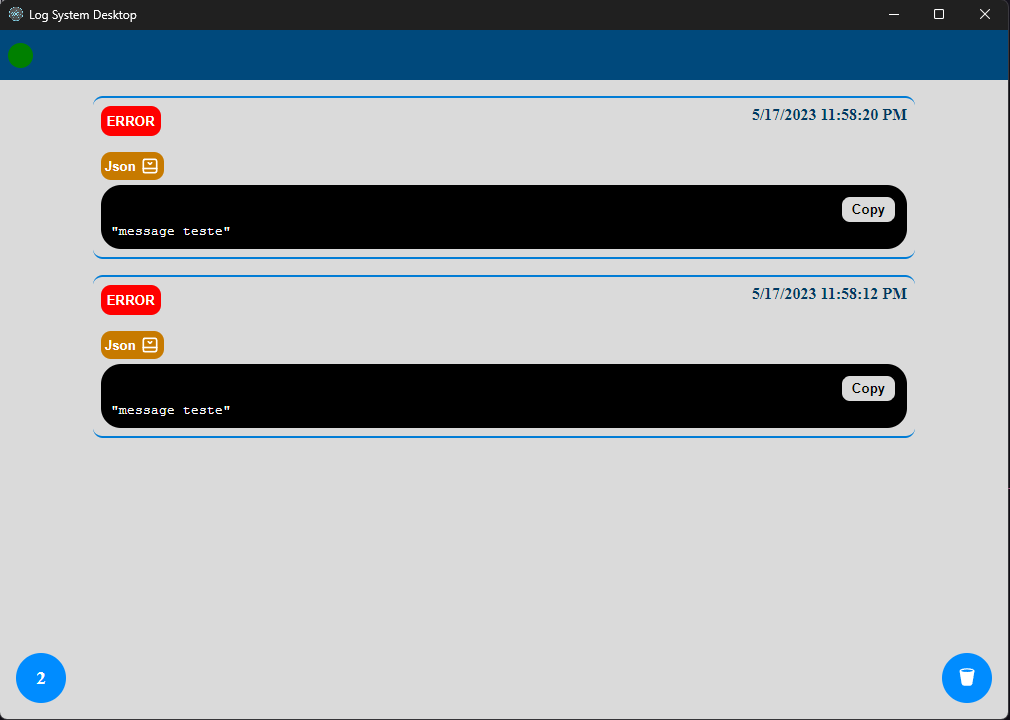 Log System Desktop
ERROR
5/17/2023 11:58:20 PM
Json
Copy
"message teste"
ERROR
5/17/2023 11:58:12 PM
Json
Copy
"message teste"
2